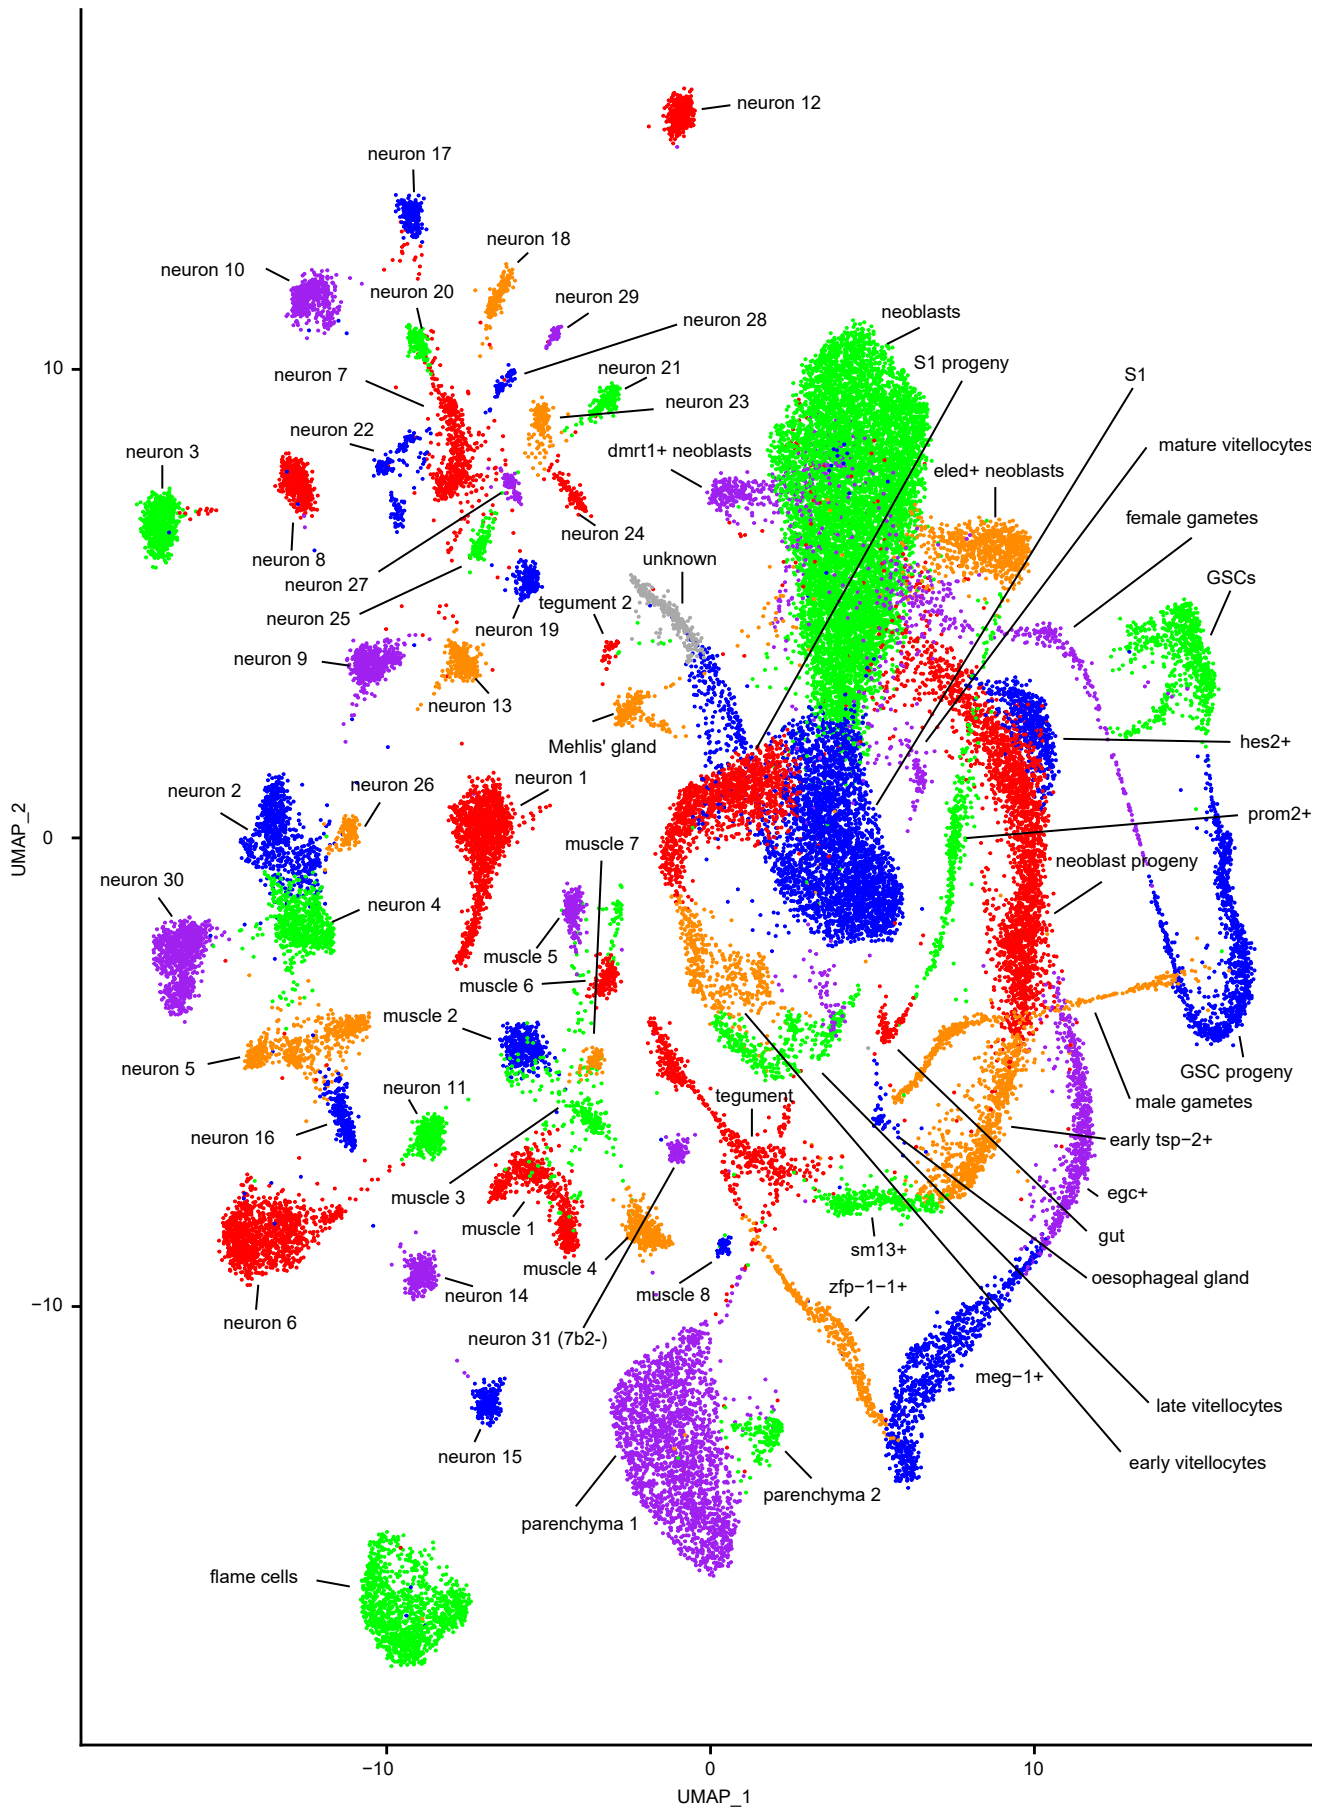 neuron 12
neuron 17
neuron 18
neuron 10
neuron 20
neuron 29
neuron 28
neoblasts
S1 progeny
S1
10
neuron 7
neuron 21
neuron 23
neuron 22
neuron 3
dmrt1+ neoblasts
mature vitellocytes
eled+ neoblasts
female gametes
neuron 24
neuron 8
unknown
GSCs
neuron 27
tegument 2
neuron 25
neuron 19
neuron 9
neuron 13
Mehlis' gland
hes2+
neuron 1
neuron 26
neuron 2
prom2+
UMAP_2
0
muscle 7
neoblast progeny
neuron 30
neuron 4
muscle 5
muscle 6
muscle 2
neuron 5
GSC progeny
neuron 11
tegument
male gametes
neuron 16
early tsp−2+
muscle 3
egc+
muscle 1
gut
sm13+
muscle 4
oesophageal gland
muscle 8
zfp−1−1+
neuron 14
−10
neuron 6
neuron 31 (7b2-)
meg−1+
late vitellocytes
neuron 15
early vitellocytes
parenchyma 2
parenchyma 1
flame cells
−10
0
10
UMAP_1